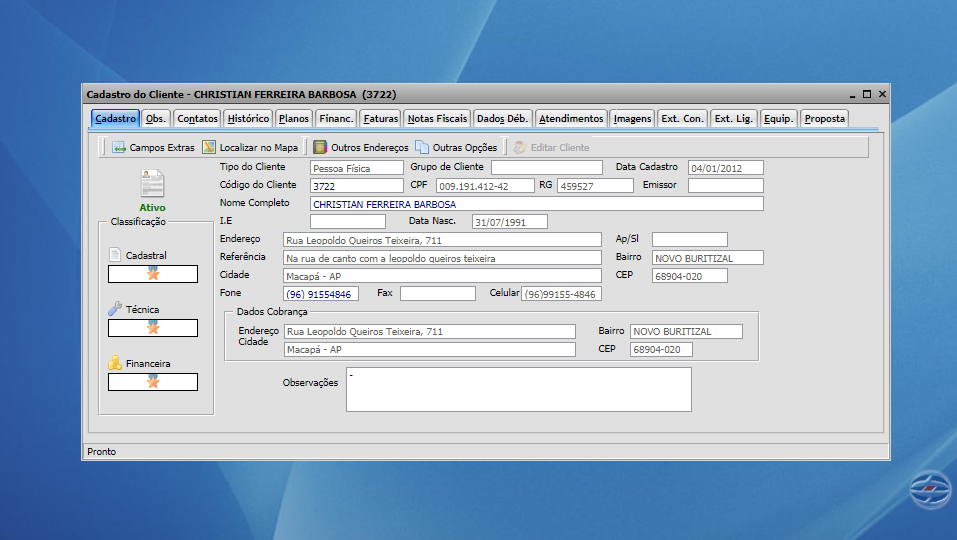 Cadastro do Cliente - CHRISTIAN FERREIRA BARBOSA (3722)
Cadastro Obs. Contatos Histórico Planos Financ. Faturas Notas Fiscais Dados Déb. Atendimentos Imagens Ext. Con. Ext. Lig. Equip. Proposta
Campos Extras Localizar no Mapa Outros Endereços Outras Opções Editar Cliente
Tipo do Cliente Pessoa Física Grupo de Cliente Data Cadastro 04/01/2012
Código do Cliente 3722 CPF 009.191.412-42 RG 459527 Emissor
Nome Completo CHRISTIAN FERREIRA BARBOSA
Ativo
I.E Data Nasc. 31/07/1991
Classificação
Endereço Rua Leopoldo Queiros Teixeira, 711 Ap/Sl
Cadastral
Referência Na rua de canto com a leopoldo queiros teixeira Bairro NOVO BURITIZAL
Cidade Macapá - AP CEP 68904-020
Fone (96) 91554846 Fax Celular (96)99155-4846
Técnica
Dados Cobrança
Endereço Rua Leopoldo Queiros Teixeira, 711 Bairro NOVO BURITIZAL
Cidade Macapá - AP CEP 68904-020
Financeira
Observações -
Pronto